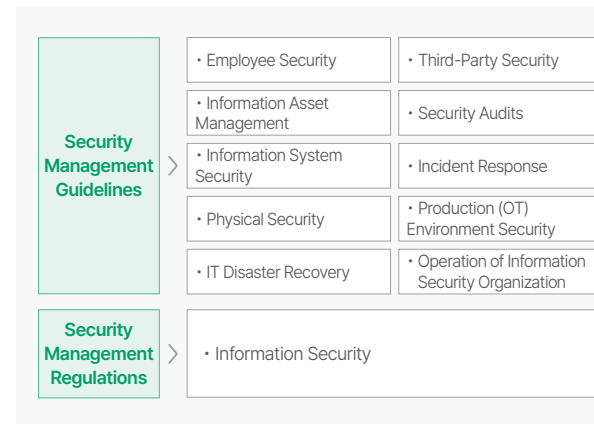 Security
Management
Guidelines
• Employee Security
• Third-Party Security
• Information Asset
Management
• Security Audits
• Information System
Security
• Incident Response
• Physical Security
• Production (OT)
Environment Security
• IT Disaster Recovery
• Operation of Information
Security Organization
Security
Management
Regulations
• Information Security